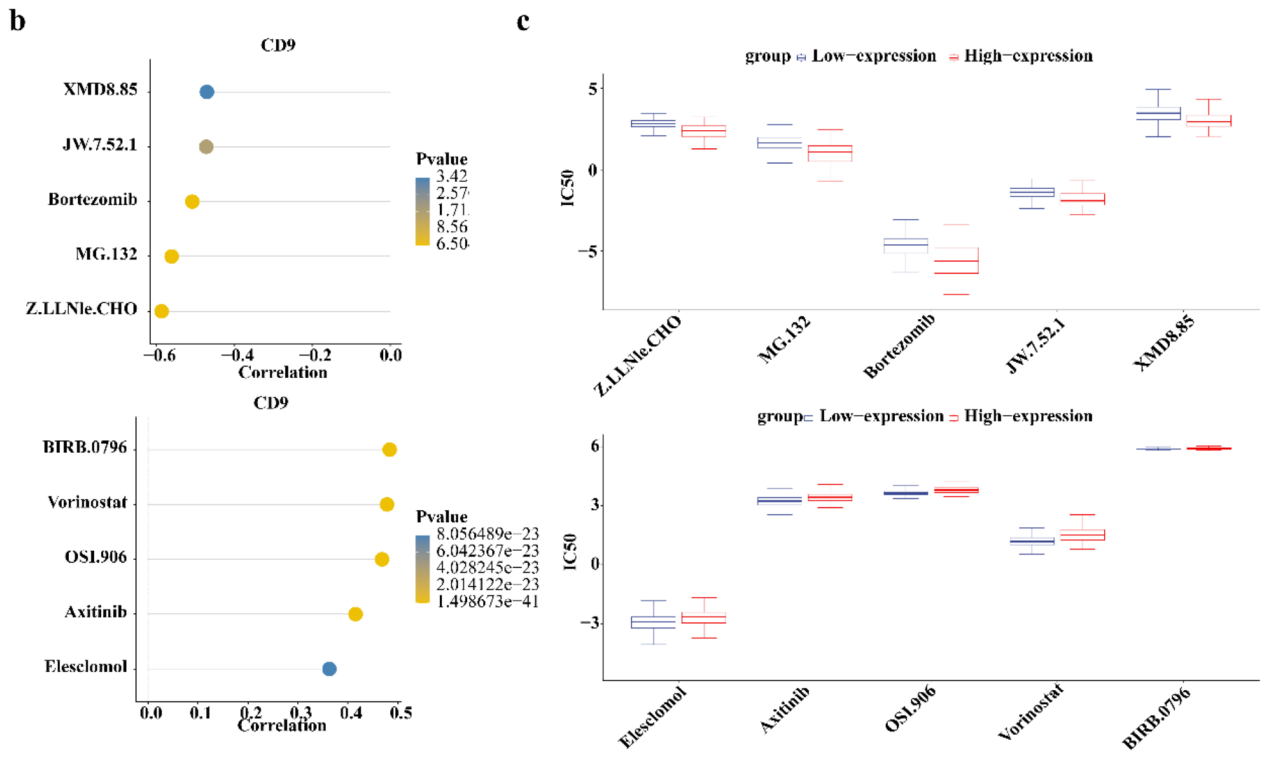 b
CD9
XMD8.85
JW.7.52.1
Bortezomib
MG.132
Z.LLNle.CHO
−0.6 −0.4 −0.2 0.0
Correlation
Pvalue
3.42
2.57
1.71
8.56
6.50
CD9
BIRB.0796
Vorinostat
OSI.906
Axitinib
Elesclomol
0.0 0.1 0.2 0.3 0.4 0.5
Correlation
Pvalue
8.056489e−23
6.042367e−23
4.028245e−23
2.014122e−23
1.498673e−41
c
group Low−expression High−expression
5
0
−5
IC50
Z.LLNle.CHO
MG.132
Bortezomib
JW.7.52.1
XMD8.85
group Low−expression High−expression
6
3
0
−3
IC50
Elesclomol
Axitinib
OSI.906
Vorinostat
BIRB.0796